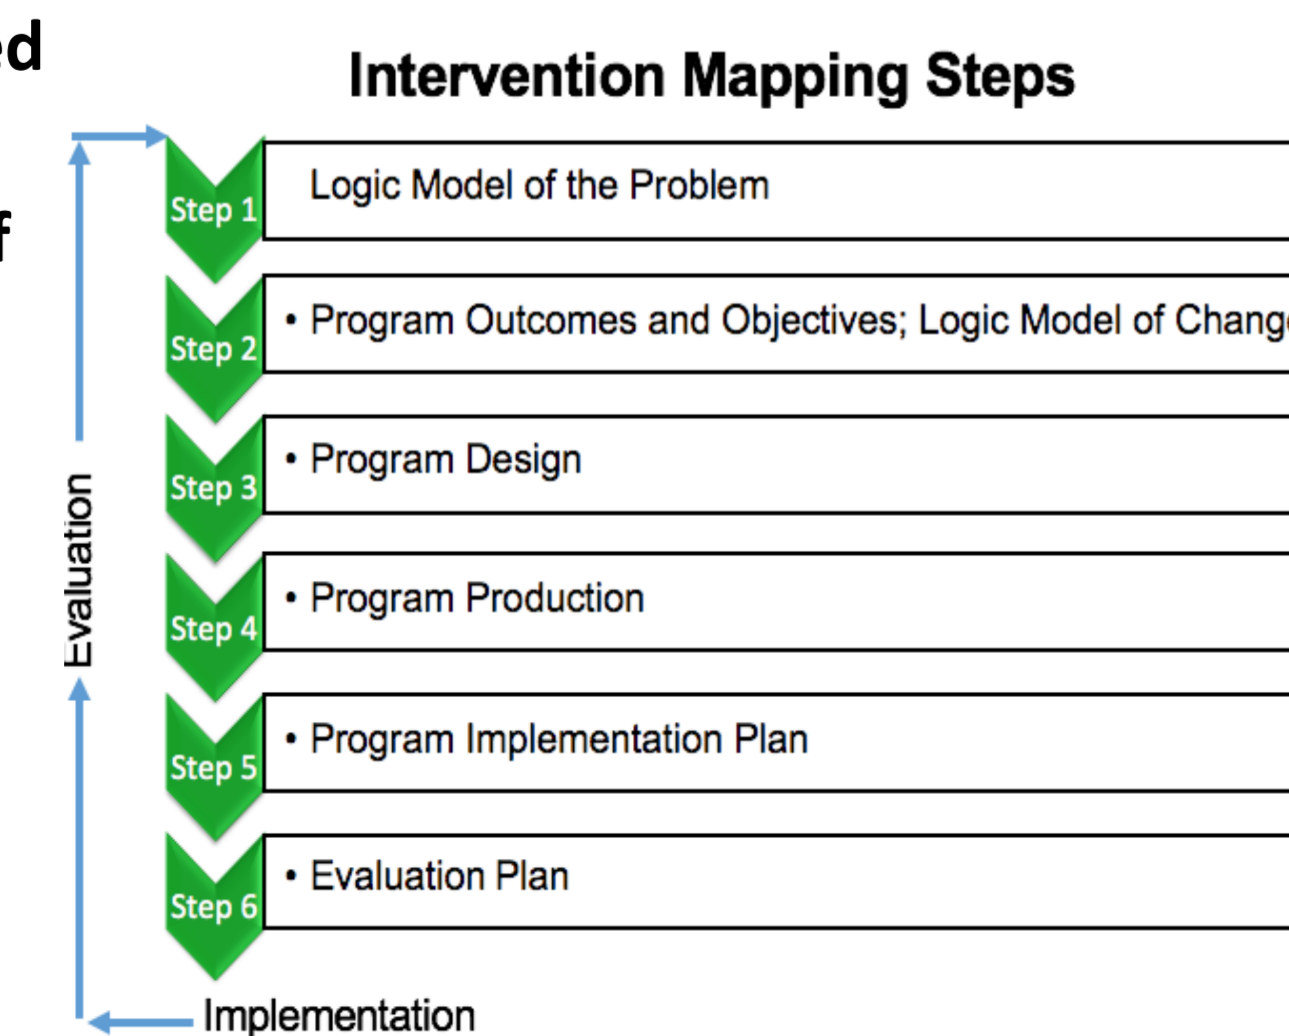 ed
f
Intervention Mapping Steps
Step 1
Logic Model of the Problem
Step 2
• Program Outcomes and Objectives; Logic Model of Chang
Step 3
• Program Design
Step 4
• Program Production
Step 5
• Program Implementation Plan
Step 6
• Evaluation Plan
Evaluation
Implementation